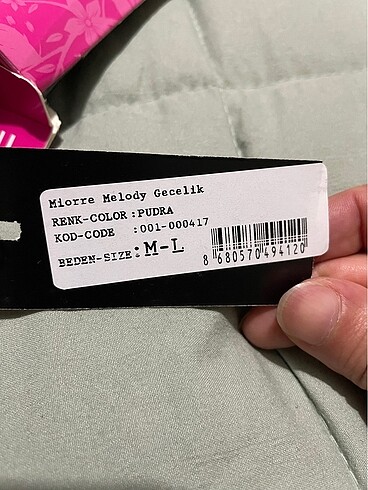 Miorre Melody Gecelik
RENK-COLOR : PUDRA
KOD-CODE : 001-000417
BEDEN-SIZE : M-L
8 680570 494120